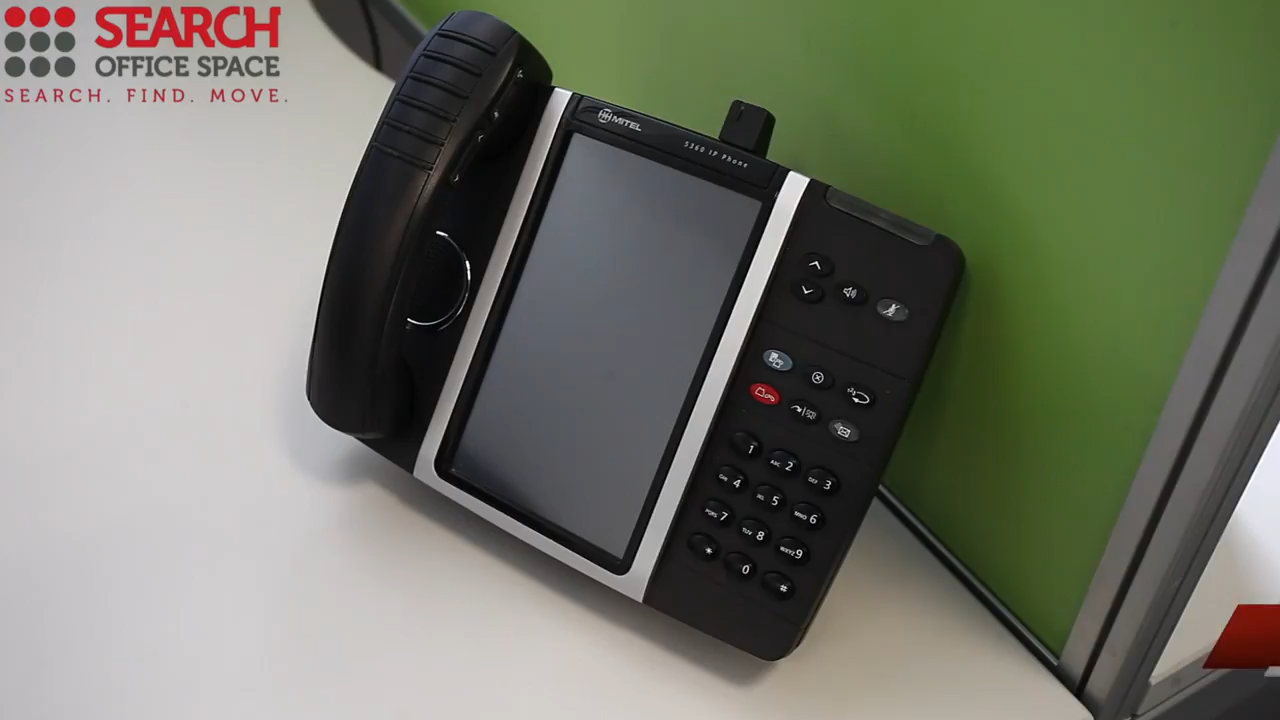 SEARCH
OFFICE SPACE
SEARCH. FIND. MOVE.
MITEL
5360 IP Phone
1
ABC 2
DEF 3
GHI 4
JKL 5
MNO 6
PQRS 7
TUV 8
WXYZ 9
*
0
#